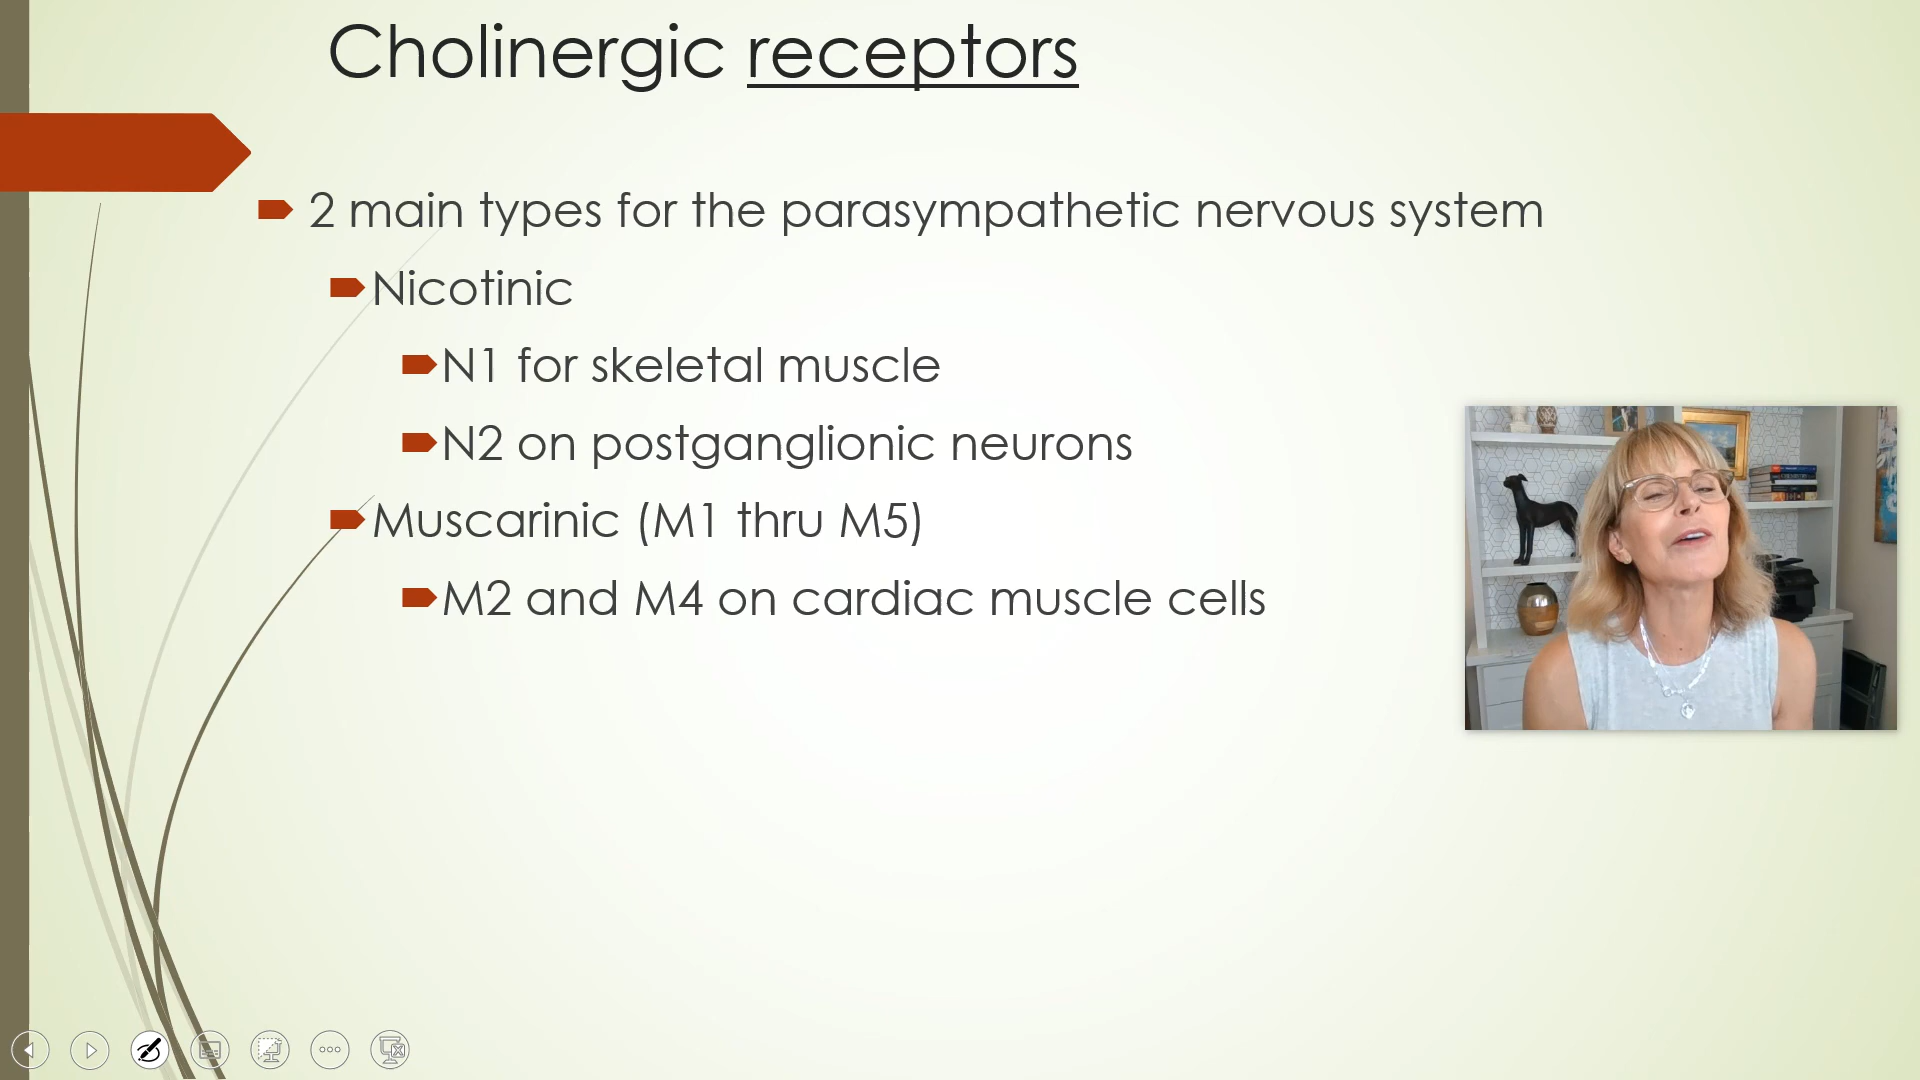 Cholinergic receptors
2 main types for the parasympathetic nervous system
Nicotinic
N1 for skeletal muscle
N2 on postganglionic neurons
Muscarinic (M1 thru M5)
M2 and M4 on cardiac muscle cells